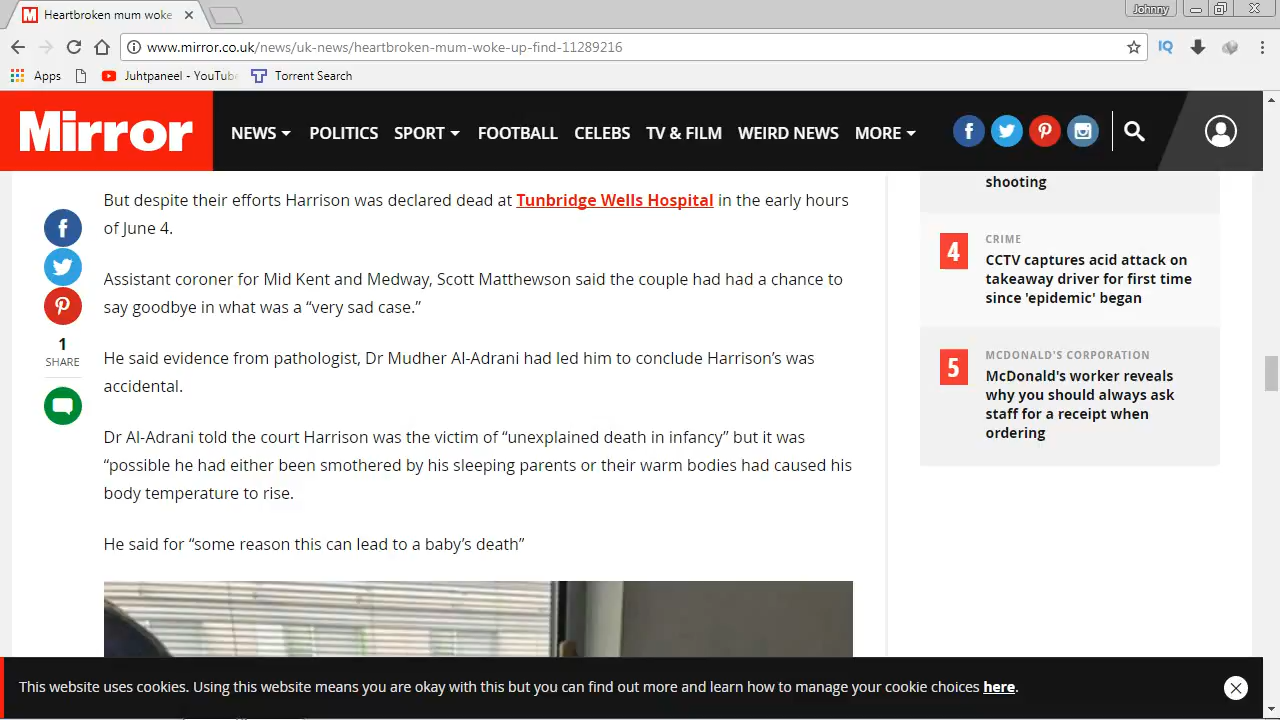 Heartbroken mum woke
Johnny
www.mirror.co.uk/news/uk-news/heartbroken-mum-woke-up-find-11289216
IQ
Apps
Juhtpaneel - YouTube
Torrent Search
Mirror
NEWS
POLITICS
SPORT
FOOTBALL
CELEBS
TV & FILM
WEIRD NEWS
MORE
But despite their efforts Harrison was declared dead at Tunbridge Wells Hospital in the early hours
of June 4.
Assistant coroner for Mid Kent and Medway, Scott Matthewson said the couple had had a chance to
say goodbye in what was a “very sad case.”
1
SHARE
He said evidence from pathologist, Dr Mudher Al-Adrani had led him to conclude Harrison’s was
accidental.
Dr Al-Adrani told the court Harrison was the victim of “unexplained death in infancy” but it was
“possible he had either been smothered by his sleeping parents or their warm bodies had caused his
body temperature to rise.
He said for “some reason this can lead to a baby’s death”
shooting
4
CRIME
CCTV captures acid attack on
takeaway driver for first time
since 'epidemic' began
5
MCDONALD'S CORPORATION
McDonald's worker reveals
why you should always ask
staff for a receipt when
ordering
This website uses cookies. Using this website means you are okay with this but you can find out more and learn how to manage your cookie choices here.